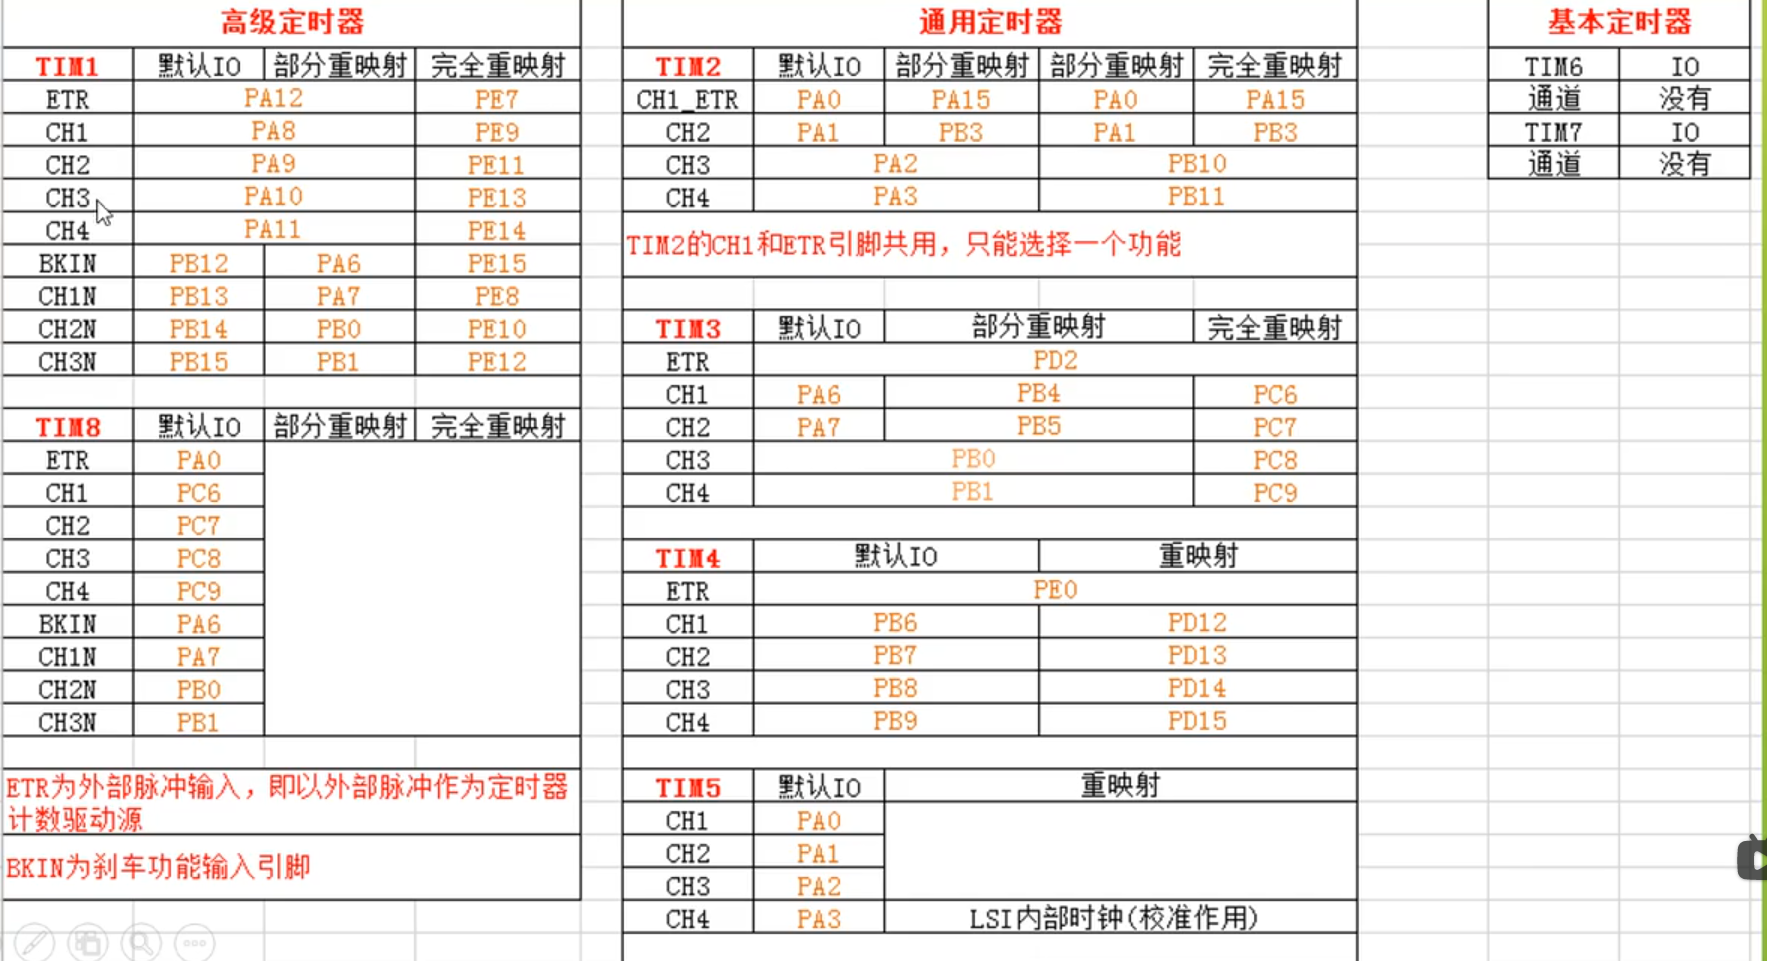 高级定时器
TIM1 默认IO 部分重映射 完全重映射
ETR PA12 PE7
CH1 PA8 PE9
CH2 PA9 PE11
CH3 PA10 PE13
CH4 PA11 PE14
BKIN PB12 PA6 PE15
CH1N PB13 PA7 PE8
CH2N PB14 PB0 PE10
CH3N PB15 PB1 PE12
TIM8 默认IO 部分重映射 完全重映射
ETR PA0
CH1 PC6
CH2 PC7
CH3 PC8
CH4 PC9
BKIN PA6
CH1N PA7
CH2N PB0
CH3N PB1
ETR为外部脉冲输入，即以外部脉冲作为定时器
计数驱动源
BKIN为刹车功能输入引脚
通用定时器
TIM2 默认IO 部分重映射 部分重映射 完全重映射
CH1_ETR PA0 PA15 PA0 PA15
CH2 PA1 PB3 PA1 PB3
CH3 PA2 PB10
CH4 PA3 PB11
TIM2的CH1和ETR引脚共用，只能选择一个功能
TIM3 默认IO 部分重映射 完全重映射
ETR PD2
CH1 PA6 PB4 PC6
CH2 PA7 PB5 PC7
CH3 PB0 PC8
CH4 PB1 PC9
TIM4 默认IO 重映射
ETR PE0
CH1 PB6 PD12
CH2 PB7 PD13
CH3 PB8 PD14
CH4 PB9 PD15
TIM5 默认IO 重映射
CH1 PA0
CH2 PA1
CH3 PA2
CH4 PA3 LSI内部时钟(校准作用)
基本定时器
TIM6 IO
通道 没有
TIM7 IO
通道 没有